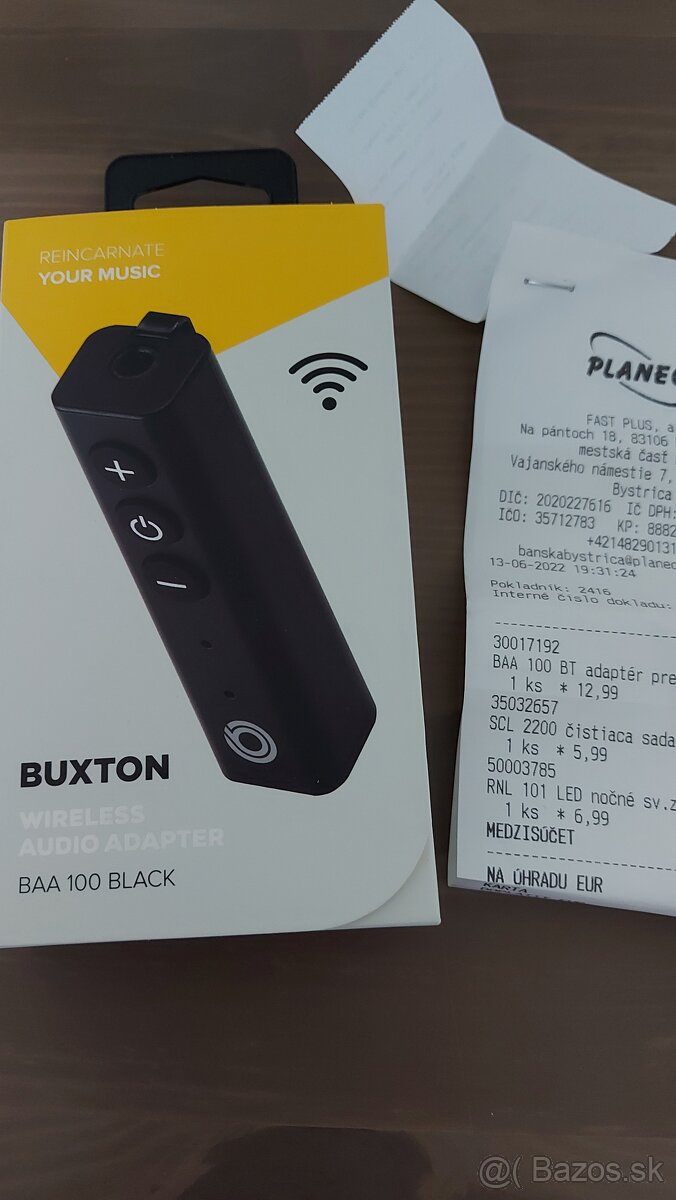 REINCARNATE
YOUR MUSIC
BUXTON
WIRELESS
AUDIO ADAPTER
BAA 100 BLACK
PLANEO
FAST PLUS, a
Na pántoch 18, 83106
mestská časť
Vajanského námestie 7,
Bystrica
DIČ: 2020227616 IČ DPH:
IČO: 35712783 KP: 8882
+42148290131
banskabystrica@planeo
13-06-2022 19:31:24
Pokladník: 2416
Interné číslo dokladu:
30017192
BAA 100 BT adaptér pre
1 ks * 12,99
35032657
SCL 2200 čistiaca sada
1 ks * 5,99
50003785
RNL 101 LED nočné sv.z
1 ks * 6,99
MEDZISÚČET
NA ÚHRADU EUR
KARTA
@( Bazos.sk